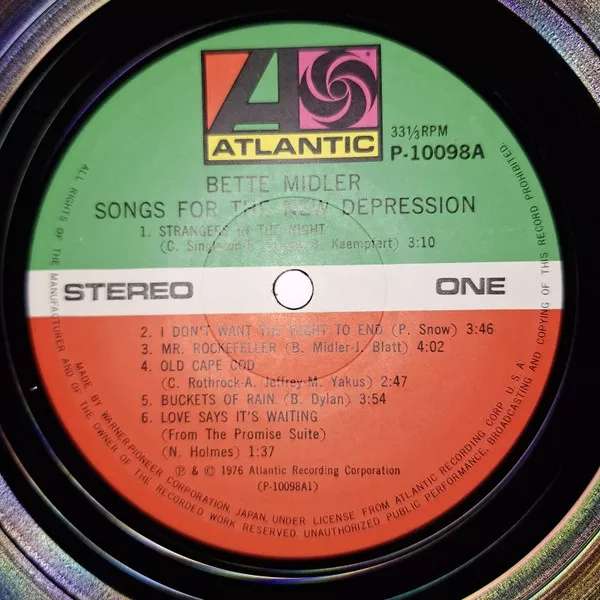 ATLANTIC
33⅓ RPM
P-10098A
BETTE MIDLER
SONGS FOR THE NEW DEPRESSION
1. STRANGERS IN THE NIGHT
(C. Singleton-E. Snyder-B. Kaempfert) 3:10
STEREO
ONE
2. I DON'T WANT THE NIGHT TO END (P. Snow) 3:46
3. MR. ROCKEFELLER (B. Midler-J. Blatt) 4:02
4. OLD CAPE COD
(C. Rothrock-A. Jeffrey-M. Yakus) 2:47
5. BUCKETS OF RAIN (B. Dylan) 3:54
6. LOVE SAYS IT'S WAITING
(From The Promise Suite)
(N. Holmes) 1:37
℗ & © 1976 Atlantic Recording Corporation
(P-10098A1)
MADE BY WARNER-PIONEER CORPORATION, JAPAN, UNDER LICENSE FROM ATLANTIC RECORDING CORP. U.S.A.
ALL RIGHTS OF THE MANUFACTURER AND OF THE OWNER OF THE RECORDED WORK RESERVED. UNAUTHORIZED PUBLIC PERFORMANCE, BROADCASTING AND COPYING OF THIS RECORD PROHIBITED.